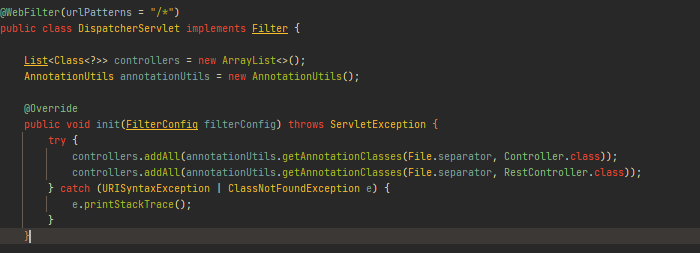 @WebFilter(urlPatterns = "/*")
public class DispatcherServlet implements Filter {
List<Class<?>> controllers = new ArrayList<>();
AnnotationUtils annotationUtils = new AnnotationUtils();
@Override
public void init(FilterConfig filterConfig) throws ServletException {
try {
controllers.addAll(annotationUtils.getAnnotationClasses(File.separator, Controller.class));
controllers.addAll(annotationUtils.getAnnotationClasses(File.separator, RestController.class));
} catch (URISyntaxException | ClassNotFoundException e) {
e.printStackTrace();
}
}